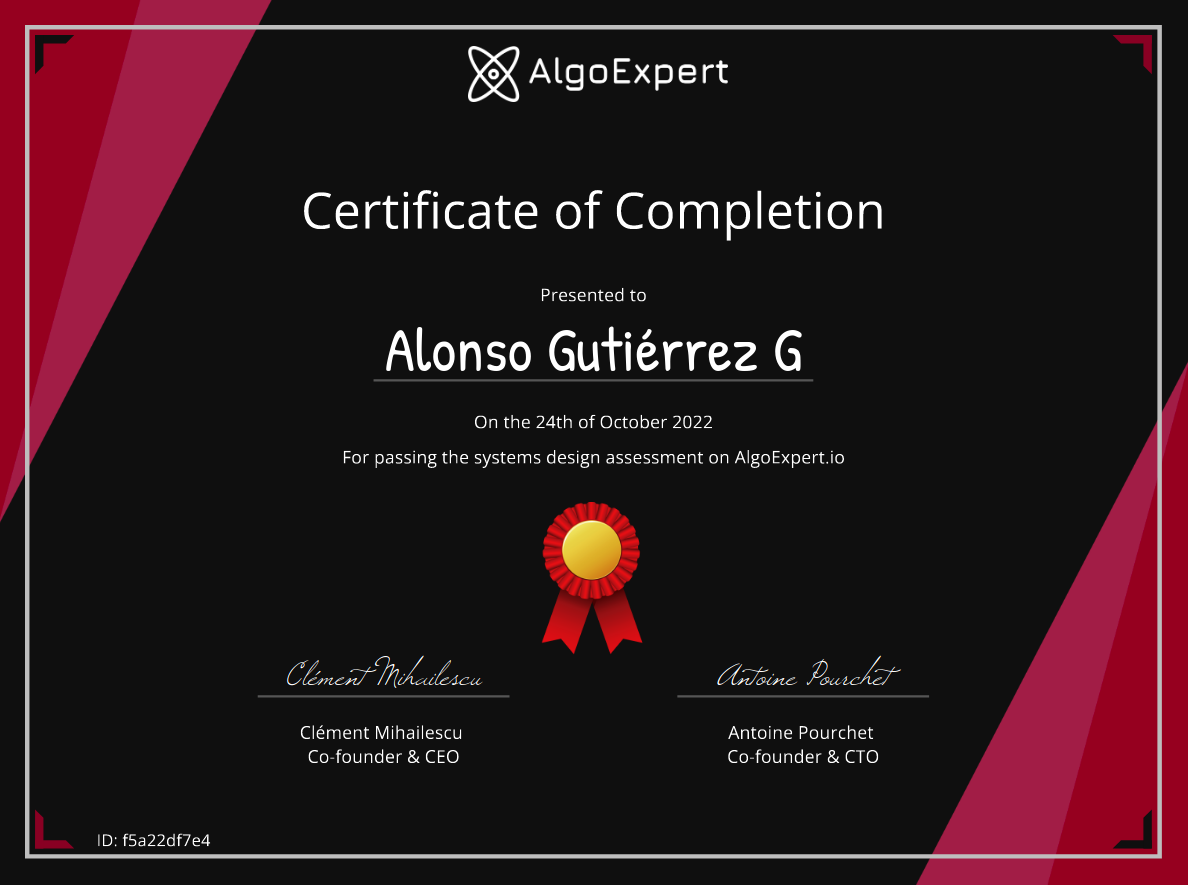 AlgoExpert
Certificate of Completion
Presented to
Alonso Gutiérrez G
On the 24th of October 2022
For passing the systems design assessment on AlgoExpert.io
Clément Mihailescu
Antoine Pourchet
Clément Mihailescu
Co-founder & CEO
Antoine Pourchet
Co-founder & CTO
ID: f5a22df7e4